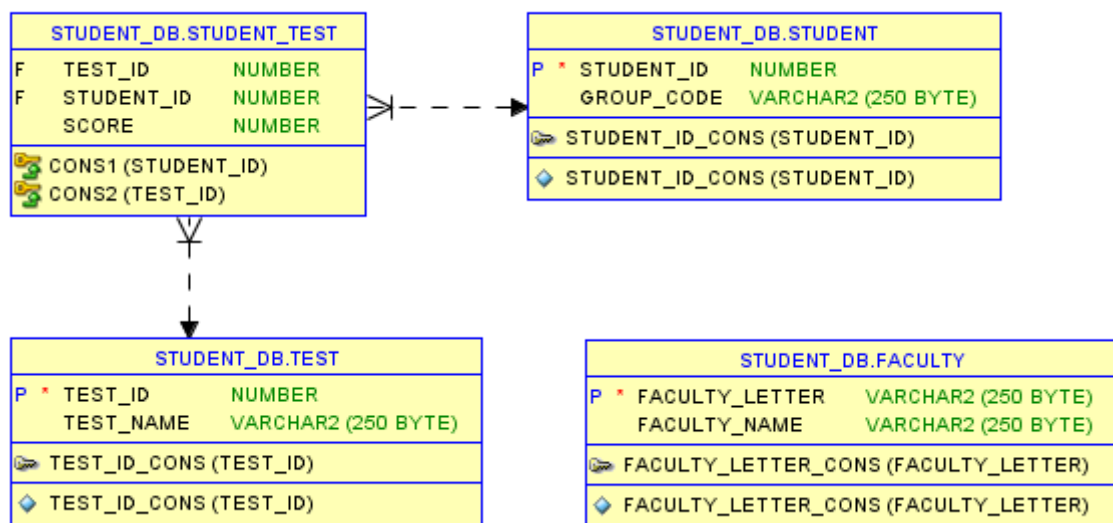 STUDENT_DB.STUDENT_TEST
F TEST_ID NUMBER
F STUDENT_ID NUMBER
SCORE NUMBER
CONS1 (STUDENT_ID)
CONS2 (TEST_ID)
STUDENT_DB.STUDENT
P * STUDENT_ID NUMBER
GROUP_CODE VARCHAR2 (250 BYTE)
STUDENT_ID_CONS (STUDENT_ID)
STUDENT_ID_CONS (STUDENT_ID)
STUDENT_DB.TEST
P * TEST_ID NUMBER
TEST_NAME VARCHAR2 (250 BYTE)
TEST_ID_CONS (TEST_ID)
TEST_ID_CONS (TEST_ID)
STUDENT_DB.FACULTY
P * FACULTY_LETTER VARCHAR2 (250 BYTE)
FACULTY_NAME VARCHAR2 (250 BYTE)
FACULTY_LETTER_CONS (FACULTY_LETTER)
FACULTY_LETTER_CONS (FACULTY_LETTER)